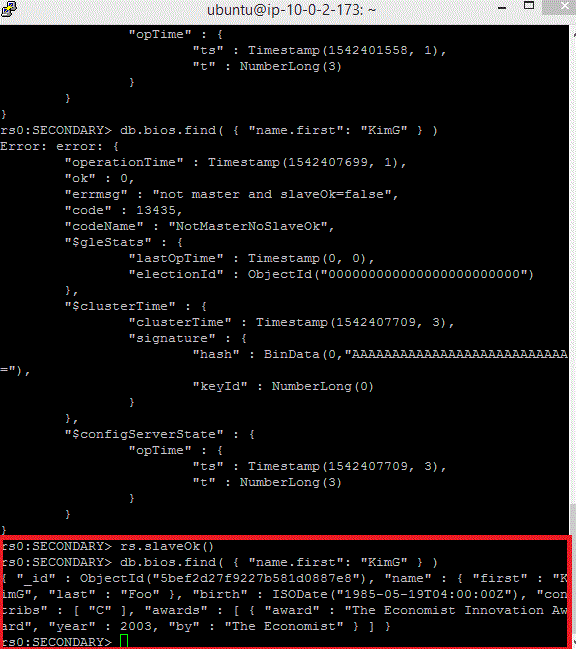 ubuntu@ip-10-0-2-173: ~
"opTime" : {
"ts" : Timestamp(1542401558, 1),
"t" : NumberLong(3)
}
}
}
rs0:SECONDARY> db.bios.find( { "name.first": "KimG" } )
Error: error: {
"operationTime" : Timestamp(1542407699, 1),
"ok" : 0,
"errmsg" : "not master and slaveOk=false",
"code" : 13435,
"codeName" : "NotMasterNoSlaveOk",
"$gleStats" : {
"lastOpTime" : Timestamp(0, 0),
"electionId" : ObjectId("000000000000000000000000")
},
"$clusterTime" : {
"clusterTime" : Timestamp(1542407709, 3),
"signature" : {
"hash" : BinData(0,"AAAAAAAAAAAAAAAAAAAAAAAAAAA
="),
"keyId" : NumberLong(0)
}
},
"$configServerState" : {
"opTime" : {
"ts" : Timestamp(1542407709, 3),
"t" : NumberLong(3)
}
}
}
rs0:SECONDARY> rs.slaveOk()
rs0:SECONDARY> db.bios.find( { "name.first": "KimG" } )
{ "_id" : ObjectId("5bef2d27f9227b581d0887e8"), "name" : { "first" : "K
imG", "last" : "Foo" }, "birth" : ISODate("1985-05-19T04:00:00Z"), "con
tribs" : [ "C" ], "awards" : [ { "award" : "The Economist Innovation Aw
ard", "year" : 2003, "by" : "The Economist" } ] }
rs0:SECONDARY>